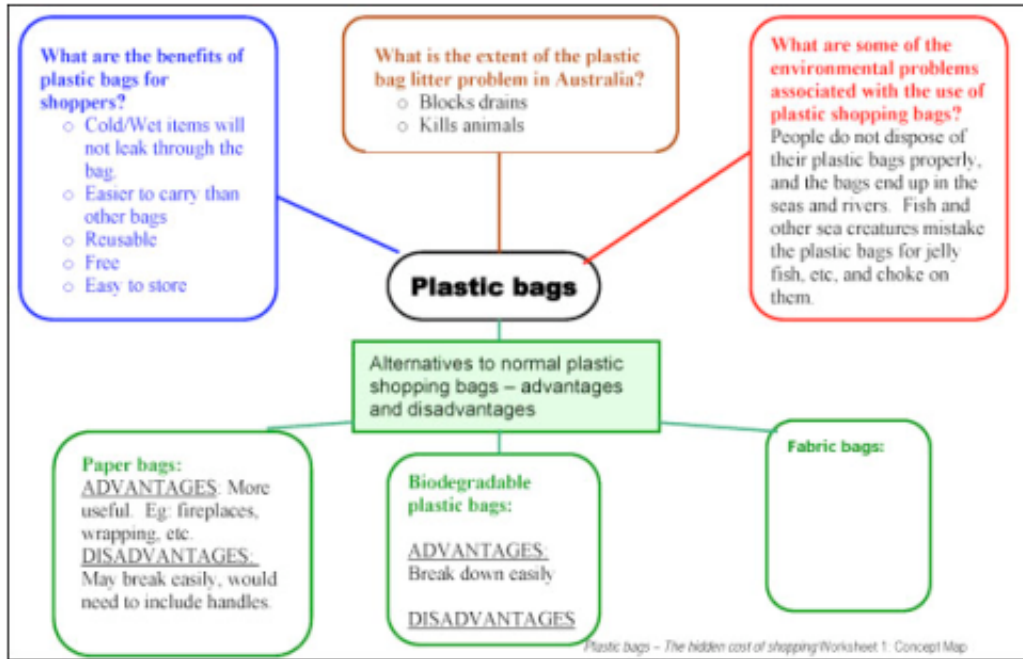 What are the benefits of
plastic bags for
shoppers?
o Cold/Wet items will
not leak through the
bag.
o Easier to carry than
other bags
o Reusable
o Free
o Easy to store
What is the extent of the plastic
bag litter problem in Australia?
o Blocks drains
o Kills animals
What are some of the
environmental problems
associated with the use of
plastic shopping bags?
People do not dispose of
their plastic bags properly,
and the bags end up in the
seas and rivers. Fish and
other sea creatures mistake
the plastic bags for jelly
fish, etc, and choke on
them.
Plastic bags
Alternatives to normal plastic
shopping bags – advantages
and disadvantages
Paper bags:
ADVANTAGES: More
useful. Eg: fireplaces,
wrapping, etc.
DISADVANTAGES:
May break easily, would
need to include handles.
Biodegradable
plastic bags:
ADVANTAGES:
Break down easily
DISADVANTAGES
Fabric bags:
Plastic bags – The hidden cost of shopping Worksheet 1: Concept Map